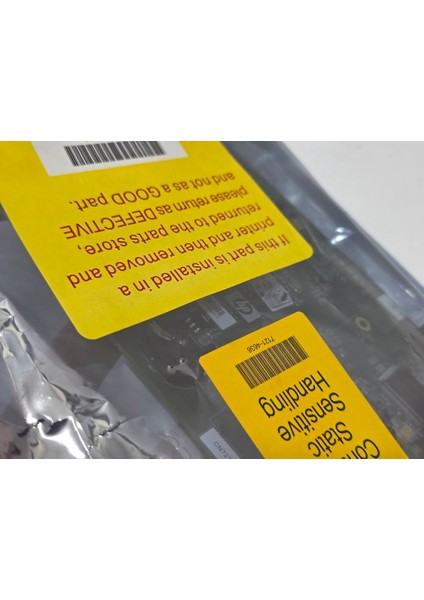 If this part is installed in a
printer and then removed and
returned to the parts store,
please return as DEFECTIVE
and not as a GOOD part.
Static
Sensitive
Handling